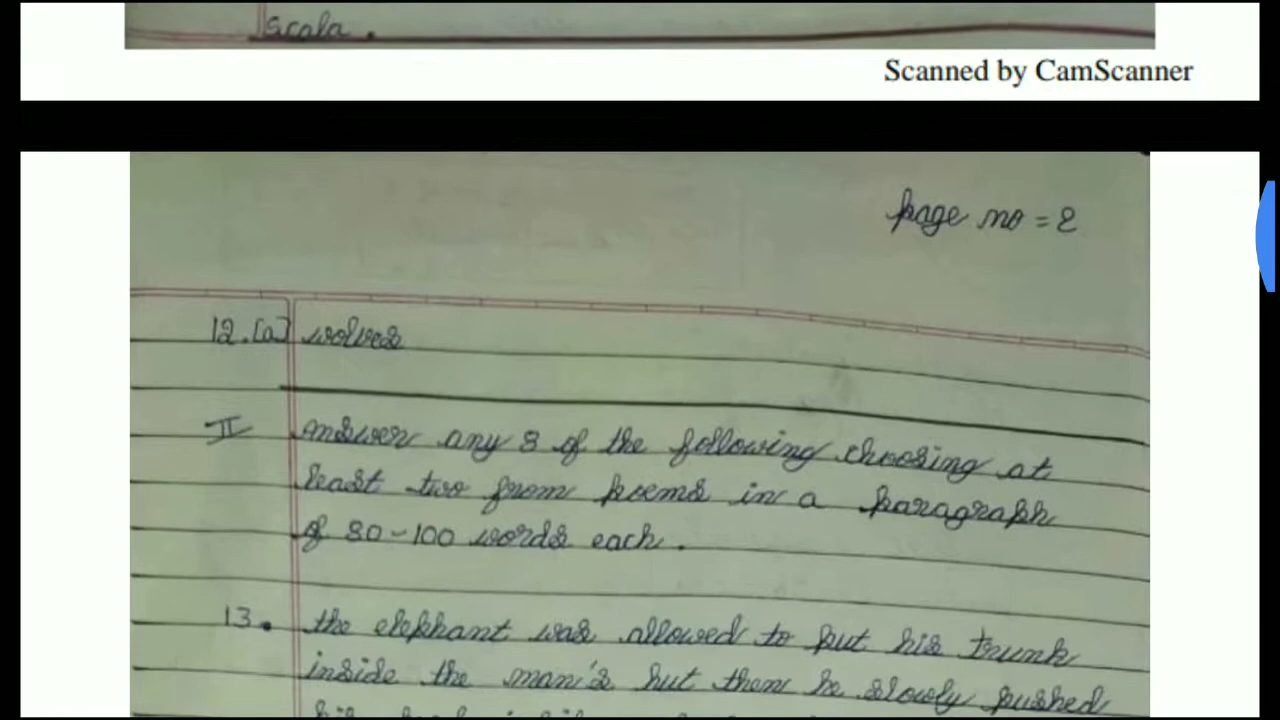 scala.
Scanned by CamScanner
page no = 2
12.[a] wolves
II answer any 8 of the following choosing at
least two from poems in a paragraph
of 80-100 words each.
13. the elephant was allowed to put his trunk
inside the man's hut then he slowly pushed
his